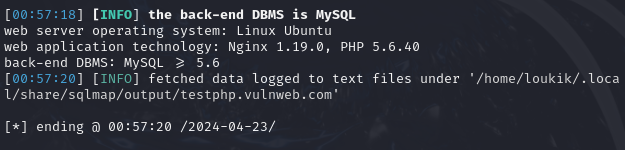 [00:57:18] [INFO] the back-end DBMS is MySQL
web server operating system: Linux Ubuntu
web application technology: Nginx 1.19.0, PHP 5.6.40
back-end DBMS: MySQL ⩾ 5.6
[00:57:20] [INFO] fetched data logged to text files under '/home/loukik/.loca
l/share/sqlmap/output/testphp.vulnweb.com'
[*] ending @ 00:57:20 /2024-04-23/